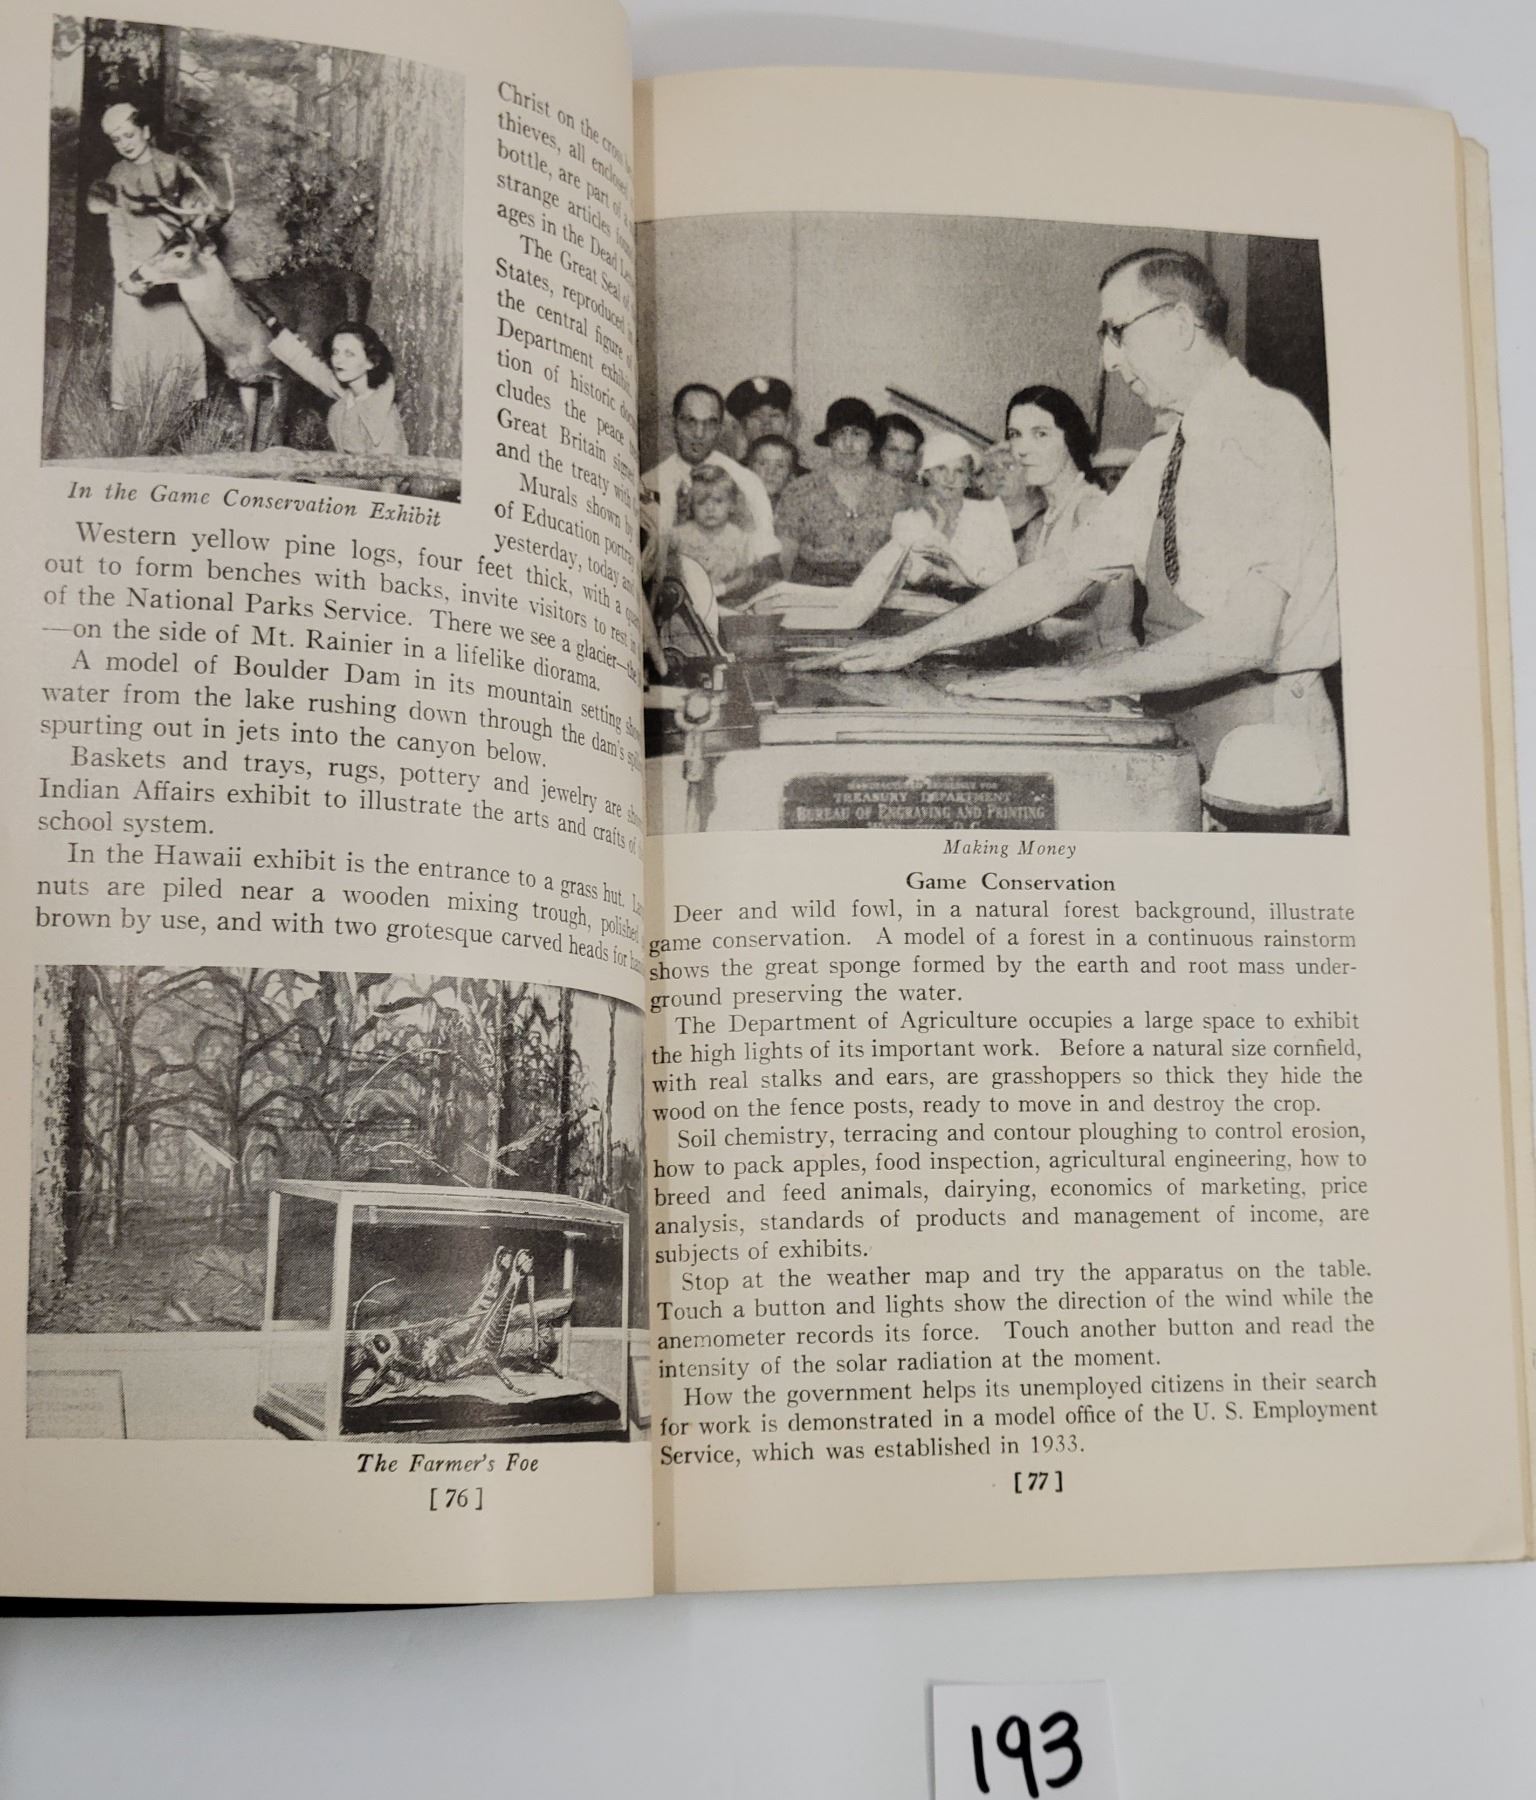 In the Game Conservation Exhibit
Christ on the
thieves, all enclosed
bottle, are part of a
strange articles
ages in the Dead
The Great Seal of
States, reproduced in
the central figure of
Department exhibit.
tion of historic
cludes the peace
Great Britain signed
and the treaty with
Murals shown by
of Education
yesterday, today and
Western yellow pine logs, four feet thick, with a
out to form benches with backs, invite visitors to rest in
of the National Parks Service. There we see a glacier—the
—on the side of Mt. Rainier in a lifelike diorama.
A model of Boulder Dam in its mountain setting
water from the lake rushing down through the dam's
spurting out in jets into the canyon below.
Baskets and trays, rugs, pottery and jewelry are
Indian Affairs exhibit to illustrate the arts and crafts of
school system.
In the Hawaii exhibit is the entrance to a grass hut.
nuts are piled near a wooden mixing trough, polished
brown by use, and with two grotesque carved heads for
The Farmer's Foe
[ 76 ]
TREASURY DEPARTMENT
BUREAU OF ENGRAVING AND PRINTING
Making Money
Game Conservation
Deer and wild fowl, in a natural forest background, illustrate
game conservation. A model of a forest in a continuous rainstorm
shows the great sponge formed by the earth and root mass under-
ground preserving the water.
The Department of Agriculture occupies a large space to exhibit
the high lights of its important work. Before a natural size cornfield,
with real stalks and ears, are grasshoppers so thick they hide the
wood on the fence posts, ready to move in and destroy the crop.
Soil chemistry, terracing and contour ploughing to control erosion,
how to pack apples, food inspection, agricultural engineering, how to
breed and feed animals, dairying, economics of marketing, price
analysis, standards of products and management of income, are
subjects of exhibits.
Stop at the weather map and try the apparatus on the table.
Touch a button and lights show the direction of the wind while the
anemometer records its force. Touch another button and read the
intensity of the solar radiation at the moment.
How the government helps its unemployed citizens in their search
for work is demonstrated in a model office of the U. S. Employment
Service, which was established in 1933.
[ 77 ]
193